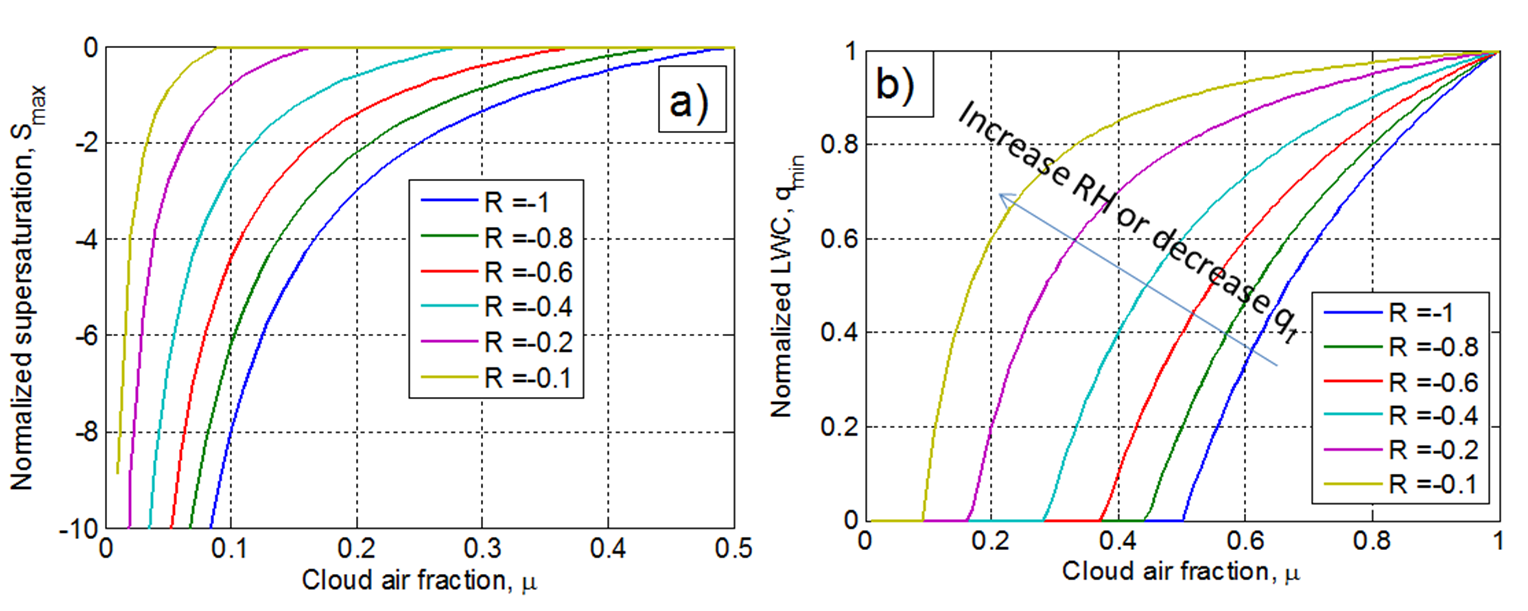 a)
Normalized supersaturation, Smax
0
-2
-4
-6
-8
-10
R =-1
R =-0.8
R =-0.6
R =-0.4
R =-0.2
R =-0.1
0 0.1 0.2 0.3 0.4 0.5
Cloud air fraction, μ
b)
Normalized LWC, qmin
1
0.8
0.6
0.4
0.2
0
Increase RH or decrease qt
R =-1
R =-0.8
R =-0.6
R =-0.4
R =-0.2
R =-0.1
0 0.2 0.4 0.6 0.8 1
Cloud air fraction, μ